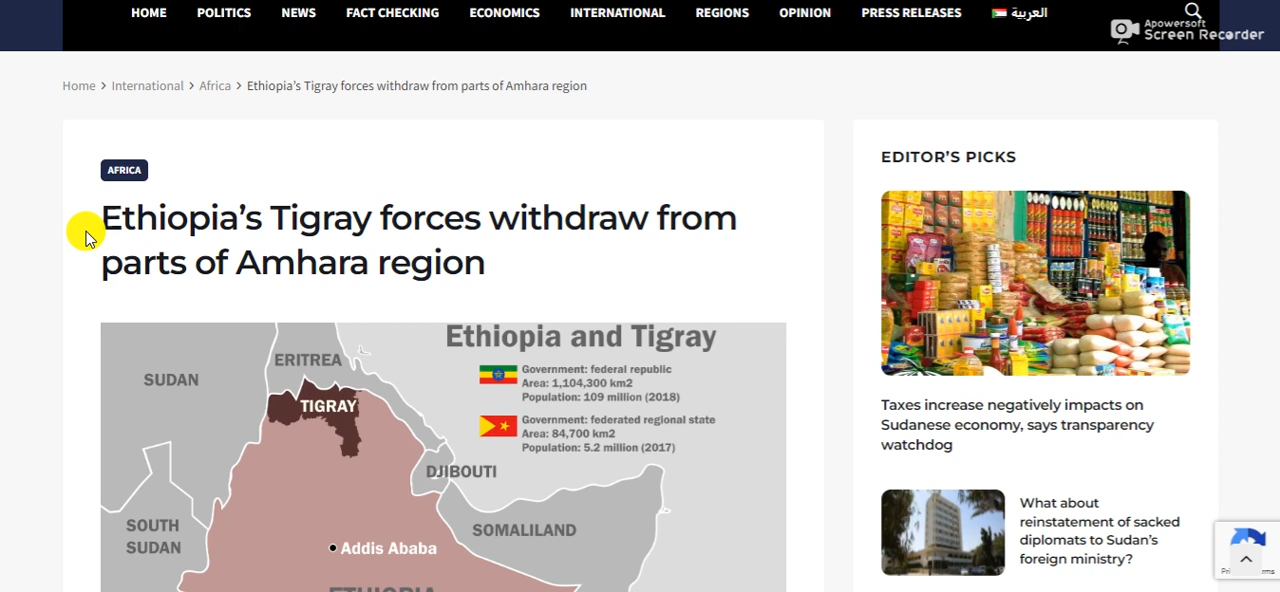 HOME POLITICS NEWS FACT CHECKING ECONOMICS INTERNATIONAL REGIONS OPINION PRESS RELEASES العربية
Apowersoft
Screen Recorder
Home > International > Africa > Ethiopia's Tigray forces withdraw from parts of Amhara region
AFRICA
Ethiopia's Tigray forces withdraw from
parts of Amhara region
Ethiopia and Tigray
Government: federal republic
Area: 1,104,300 km2
Population: 109 million (2018)
Government: federated regional state
Area: 84,700 km2
Population: 5.2 million (2017)
ERITREA
SUDAN
TIGRAY
DJIBOUTI
SOUTH
SUDAN
SOMALILAND
Addis Ababa
ETHIOPIA
EDITOR'S PICKS
Taxes increase negatively impacts on
Sudanese economy, says transparency
watchdog
What about
reinstatement of sacked
diplomats to Sudan's
foreign ministry?